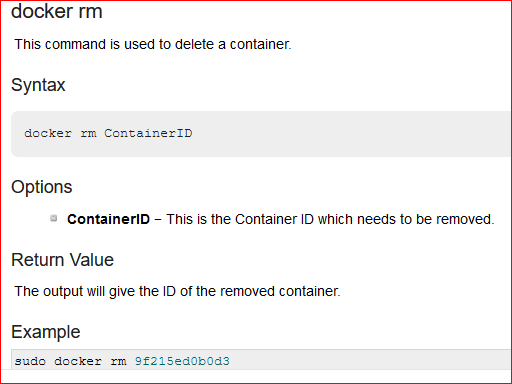 docker rm
This command is used to delete a container.
Syntax
docker rm ContainerID
Options
ContainerID − This is the Container ID which needs to be removed.
Return Value
The output will give the ID of the removed container.
Example
sudo docker rm 9f215ed0b0d3